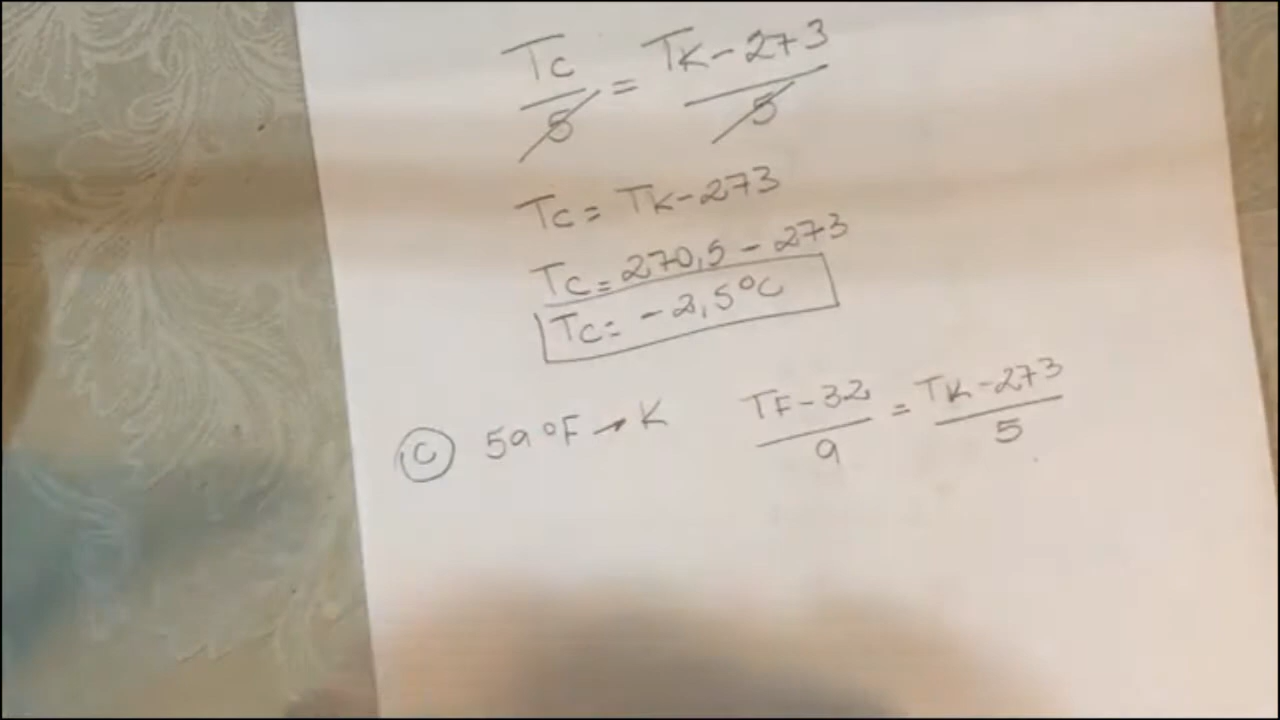 Tc/5 = TK-273/5
Tc = TK-273
Tc = 270,5 - 273
Tc = -2,5°C
C 59°F → K TF-32/9 = TK-273/5